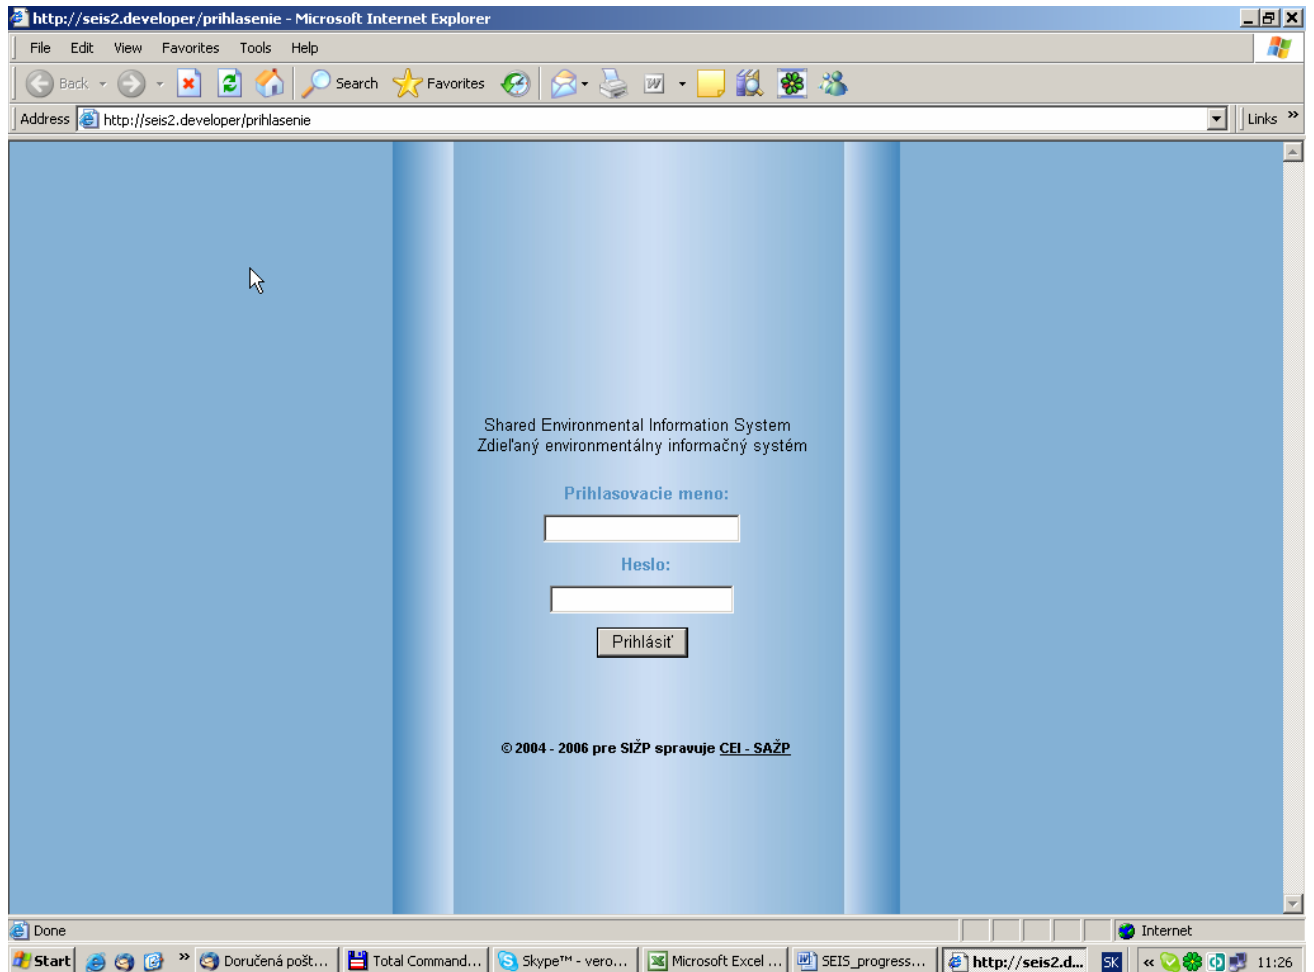 http://seis2.developer/prihlasenie - Microsoft Internet Explorer
File Edit View Favorites Tools Help
Back Search Favorites
Address http://seis2.developer/prihlasenie Links »
Shared Environmental Information System
Zdieľaný environmentálny informačný systém
Prihlasovacie meno:
Heslo:
Prihlásiť
© 2004 - 2006 pre SIŽP spravuje CEI - SAŽP
Done Internet
Start » Doručená pošt... Total Command... Skype™ - vero... Microsoft Excel ... SEIS_progress... http://seis2.d... SK « 11:26